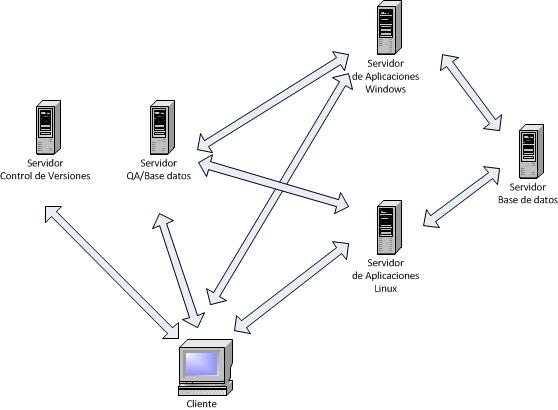 Servidor
de Aplicaciones
Windows
Servidor
Control de Versiones
Servidor
QA/Base datos
Servidor
Base de datos
Servidor
de Aplicaciones
Linux
Cliente